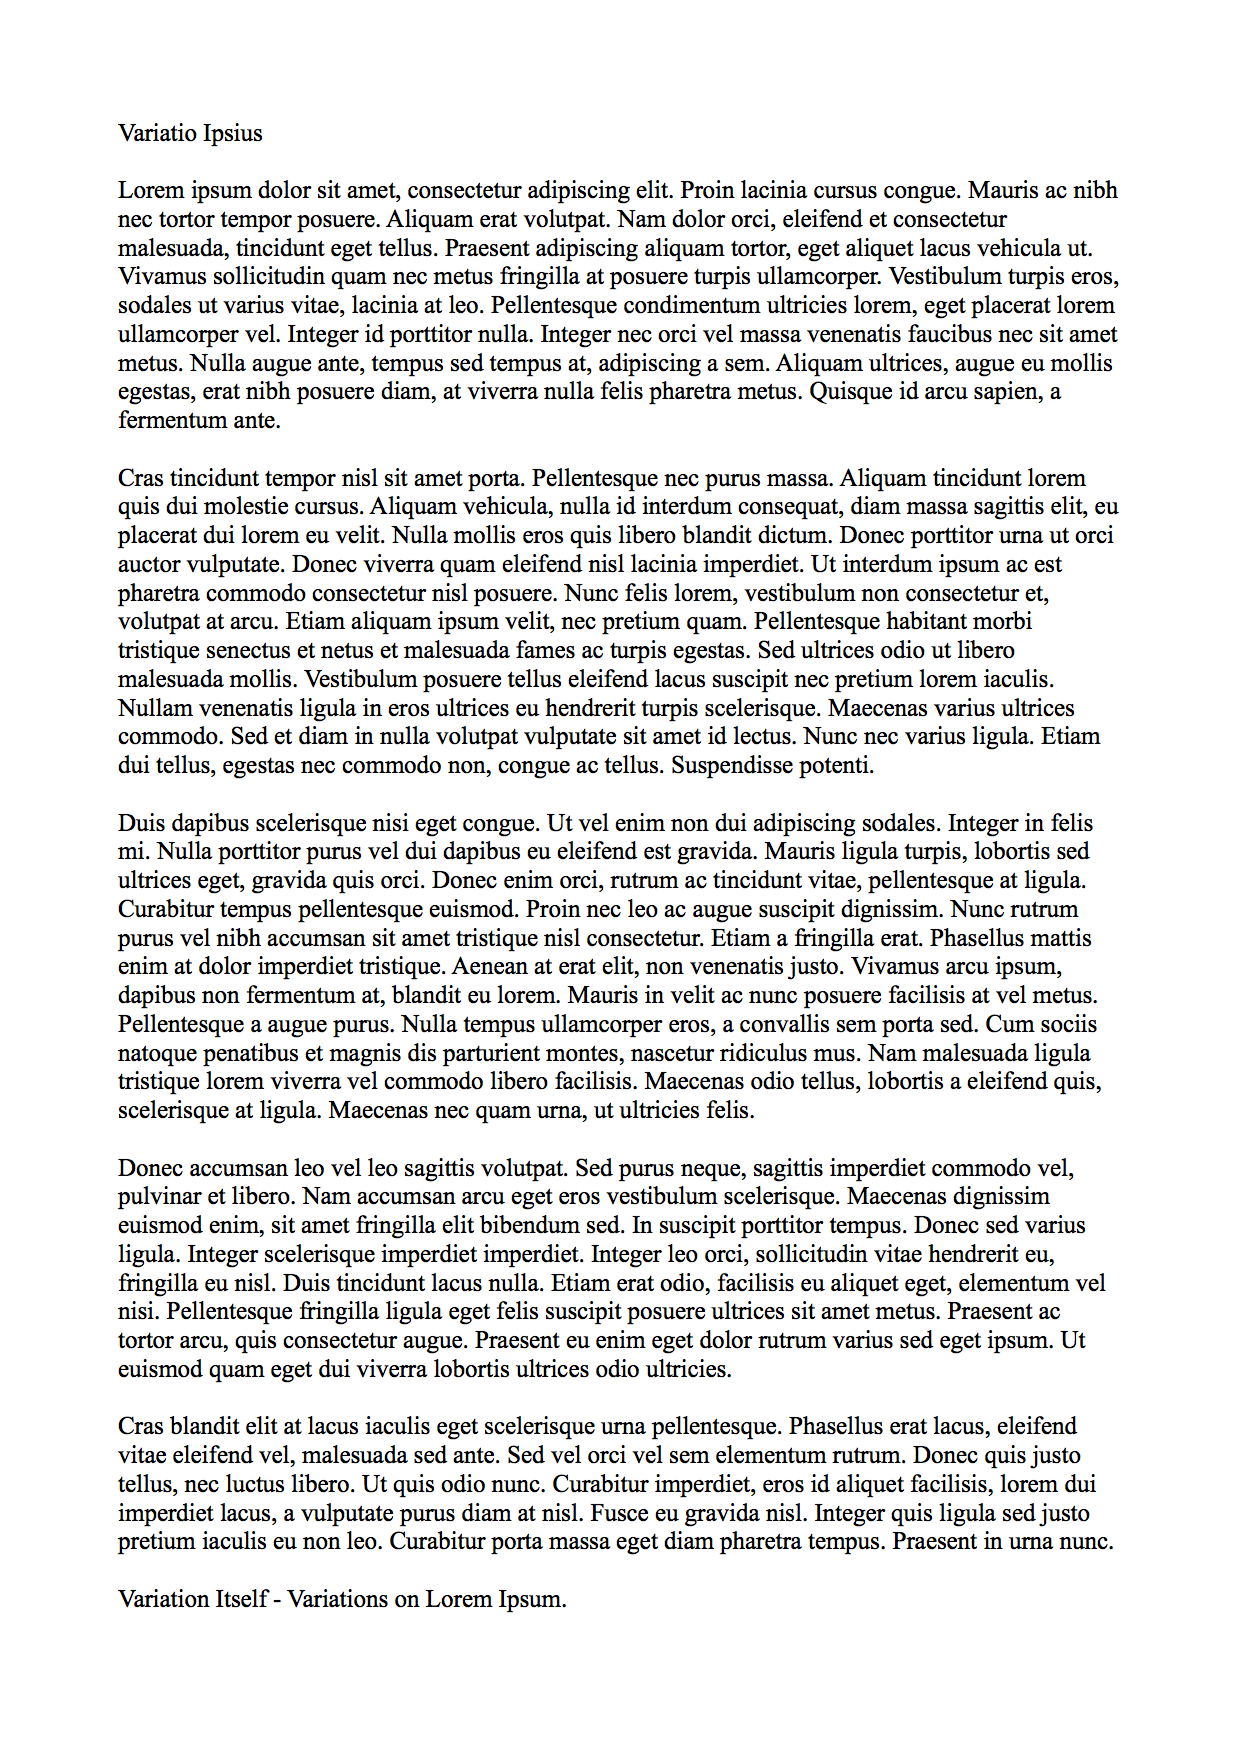 Variatio Ipsius
Lorem ipsum dolor sit amet, consectetur adipiscing elit. Proin lacinia cursus congue. Mauris ac nibh
nec tortor tempor posuere. Aliquam erat volutpat. Nam dolor orci, eleifend et consectetur
malesuada, tincidunt eget tellus. Praesent adipiscing aliquam tortor, eget aliquet lacus vehicula ut.
Vivamus sollicitudin quam nec metus fringilla at posuere turpis ullamcorper. Vestibulum turpis eros,
sodales ut varius vitae, lacinia at leo. Pellentesque condimentum ultricies lorem, eget placerat lorem
ullamcorper vel. Integer id porttitor nulla. Integer nec orci vel massa venenatis faucibus nec sit amet
metus. Nulla augue ante, tempus sed tempus at, adipiscing a sem. Aliquam ultrices, augue eu mollis
egestas, erat nibh posuere diam, at viverra nulla felis pharetra metus. Quisque id arcu sapien, a
fermentum ante.
Cras tincidunt tempor nisl sit amet porta. Pellentesque nec purus massa. Aliquam tincidunt lorem
quis dui molestie cursus. Aliquam vehicula, nulla id interdum consequat, diam massa sagittis elit, eu
placerat dui lorem eu velit. Nulla mollis eros quis libero blandit dictum. Donec porttitor urna ut orci
auctor vulputate. Donec viverra quam eleifend nisl lacinia imperdiet. Ut interdum ipsum ac est
pharetra commodo consectetur nisl posuere. Nunc felis lorem, vestibulum non consectetur et,
volutpat at arcu. Etiam aliquam ipsum velit, nec pretium quam. Pellentesque habitant morbi
tristique senectus et netus et malesuada fames ac turpis egestas. Sed ultrices odio ut libero
malesuada mollis. Vestibulum posuere tellus eleifend lacus suscipit nec pretium lorem iaculis.
Nullam venenatis ligula in eros ultrices eu hendrerit turpis scelerisque. Maecenas varius ultrices
commodo. Sed et diam in nulla volutpat vulputate sit amet id lectus. Nunc nec varius ligula. Etiam
dui tellus, egestas nec commodo non, congue ac tellus. Suspendisse potenti.
Duis dapibus scelerisque nisi eget congue. Ut vel enim non dui adipiscing sodales. Integer in felis
mi. Nulla porttitor purus vel dui dapibus eu eleifend est gravida. Mauris ligula turpis, lobortis sed
ultrices eget, gravida quis orci. Donec enim orci, rutrum ac tincidunt vitae, pellentesque at ligula.
Curabitur tempus pellentesque euismod. Proin nec leo ac augue suscipit dignissim. Nunc rutrum
purus vel nibh accumsan sit amet tristique nisl consectetur. Etiam a fringilla erat. Phasellus mattis
enim at dolor imperdiet tristique. Aenean at erat elit, non venenatis justo. Vivamus arcu ipsum,
dapibus non fermentum at, blandit eu lorem. Mauris in velit ac nunc posuere facilisis at vel metus.
Pellentesque a augue purus. Nulla tempus ullamcorper eros, a convallis sem porta sed. Cum sociis
natoque penatibus et magnis dis parturient montes, nascetur ridiculus mus. Nam malesuada ligula
tristique lorem viverra vel commodo libero facilisis. Maecenas odio tellus, lobortis a eleifend quis,
scelerisque at ligula. Maecenas nec quam urna, ut ultricies felis.
Donec accumsan leo vel leo sagittis volutpat. Sed purus neque, sagittis imperdiet commodo vel,
pulvinar et libero. Nam accumsan arcu eget eros vestibulum scelerisque. Maecenas dignissim
euismod enim, sit amet fringilla elit bibendum sed. In suscipit porttitor tempus. Donec sed varius
ligula. Integer scelerisque imperdiet imperdiet. Integer leo orci, sollicitudin vitae hendrerit eu,
fringilla eu nisl. Duis tincidunt lacus nulla. Etiam erat odio, facilisis eu aliquet eget, elementum vel
nisi. Pellentesque fringilla ligula eget felis suscipit posuere ultrices sit amet metus. Praesent ac
tortor arcu, quis consectetur augue. Praesent eu enim eget dolor rutrum varius sed eget ipsum. Ut
euismod quam eget dui viverra lobortis ultrices odio ultricies.
Cras blandit elit at lacus iaculis eget scelerisque urna pellentesque. Phasellus erat lacus, eleifend
vitae eleifend vel, malesuada sed ante. Sed vel orci vel sem elementum rutrum. Donec quis justo
tellus, nec luctus libero. Ut quis odio nunc. Curabitur imperdiet, eros id aliquet facilisis, lorem dui
imperdiet lacus, a vulputate purus diam at nisl. Fusce eu gravida nisl. Integer quis ligula sed justo
pretium iaculis eu non leo. Curabitur porta massa eget diam pharetra tempus. Praesent in urna nunc.
Variation Itself - Variations on Lorem Ipsum.